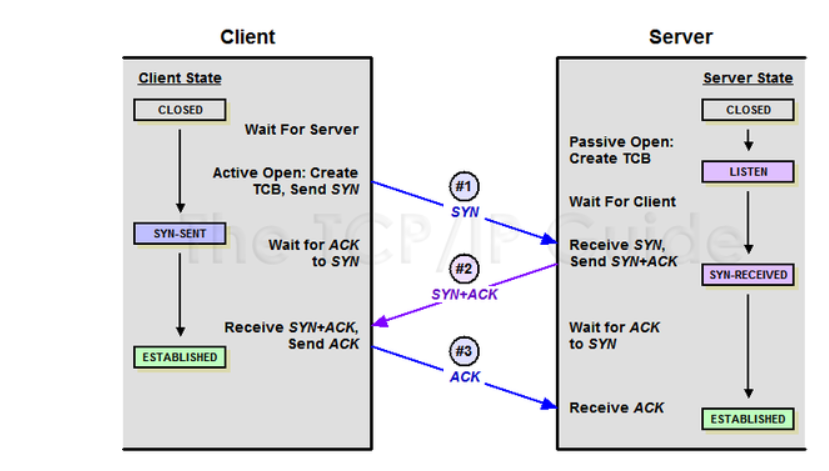 Client
Server
Client State
CLOSED
Wait For Server
Active Open: Create
TCB, Send SYN
SYN-SENT
Wait for ACK
to SYN
Receive SYN+ACK,
Send ACK
ESTABLISHED
#1
SYN
#2
SYN+ACK
#3
ACK
Server State
CLOSED
Passive Open:
Create TCB
LISTEN
Wait For Client
Receive SYN,
Send SYN+ACK
SYN-RECEIVED
Wait for ACK
to SYN
Receive ACK
ESTABLISHED
The TCP/IP Guide